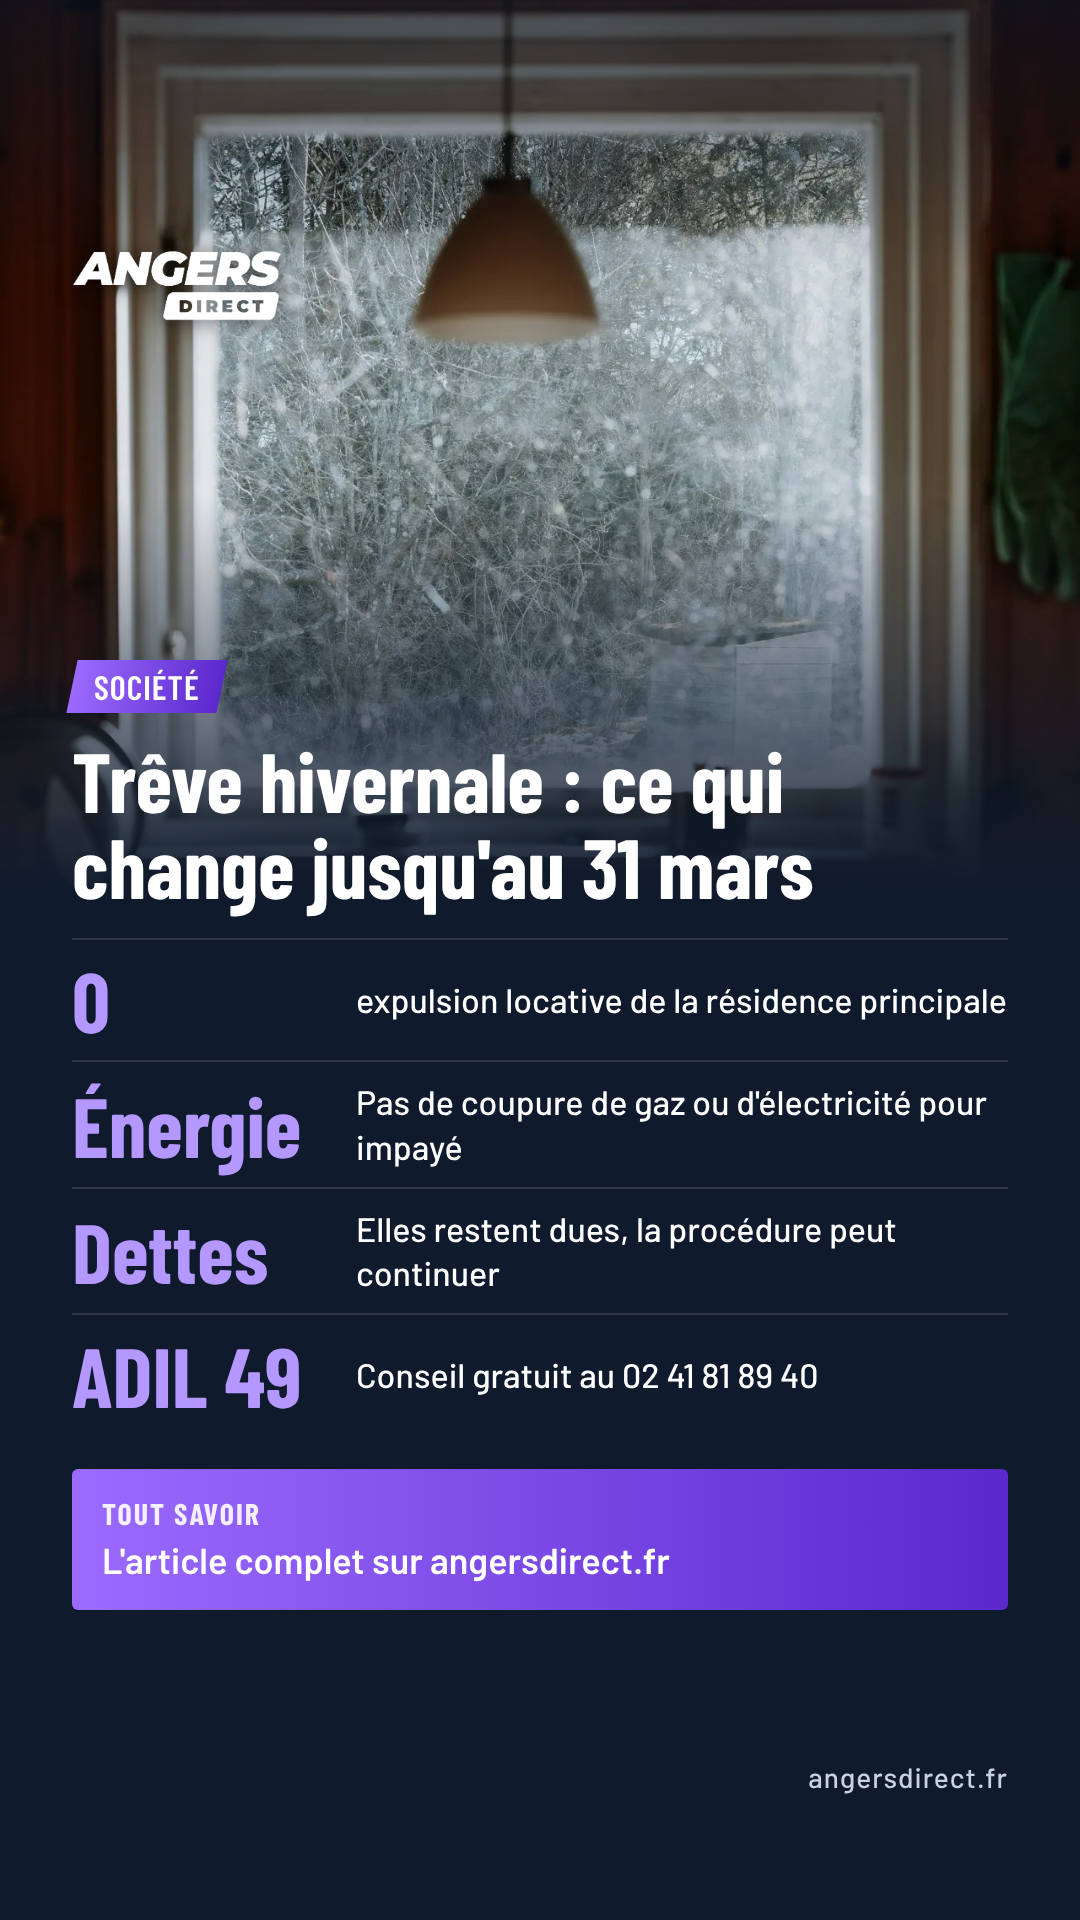 ANGERS
DIRECT
SOCIÉTÉ
Trêve hivernale : ce qui
change jusqu'au 31 mars
0
expulsion locative de la résidence principale
Énergie
Pas de coupure de gaz ou d'électricité pour
impayé
Dettes
Elles restent dues, la procédure peut
continuer
ADIL 49
Conseil gratuit au 02 41 81 89 40
TOUT SAVOIR
L'article complet sur angersdirect.fr
angersdirect.fr